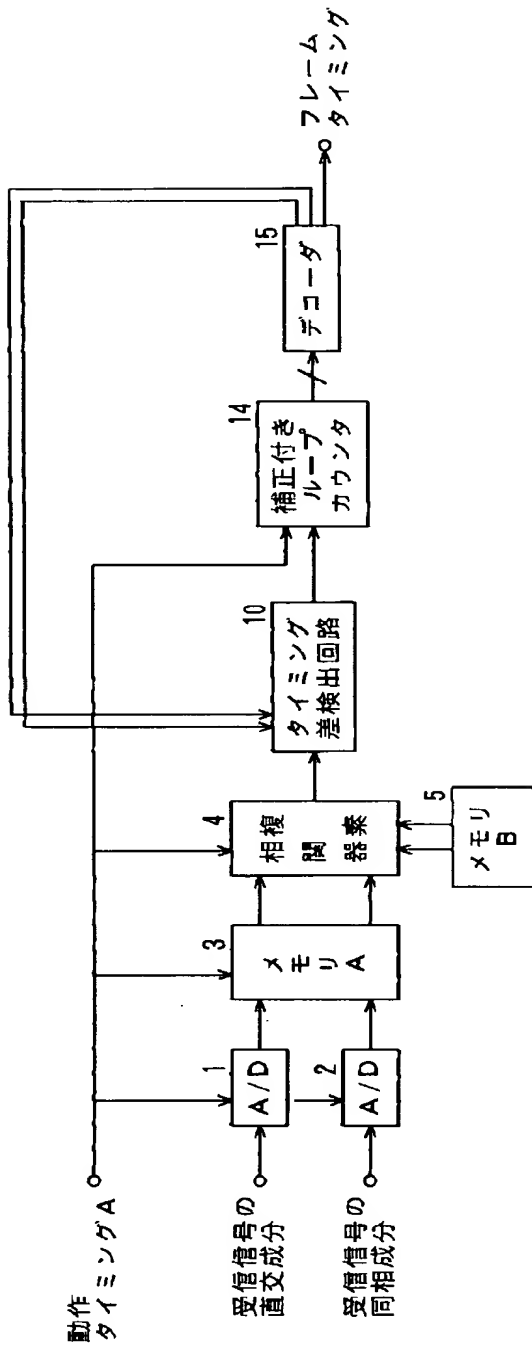 動作
タイミングA
受信信号の
直交成分
受信信号の
同相成分
1
A/D
2
A/D
3
メモリA
4
複素
相関器
5
メモリ
B
10
タイミング
差検出回路
14
補正付き
ループ
カウンタ
15
デコーダ
フレーム
タイミング